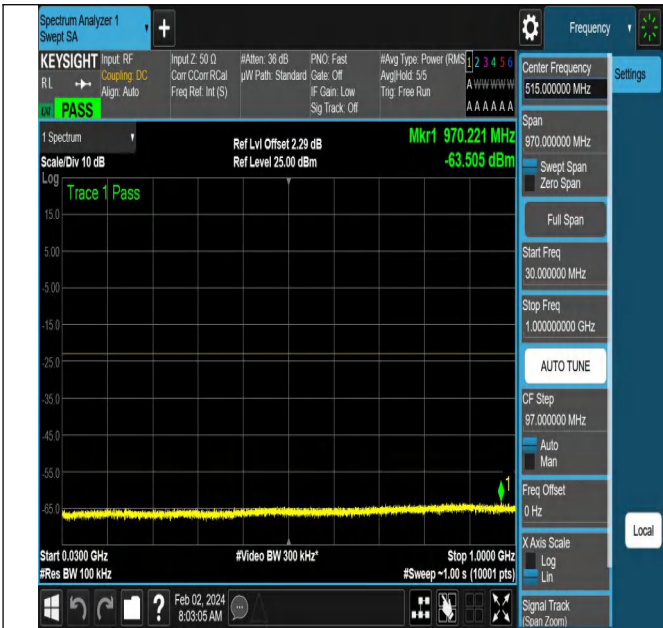 Spectrum Analyzer 1
Swept SA
+
Frequency
KEYSIGHT
RL
PASS
Input: RF
Coupling: DC
Align: Auto
Input Z: 50 Ω
Corr CCorr RCal
Freq Ref: Int (S)
#Atten: 36 dB
µW Path: Standard
PNO: Fast
Gate: Off
IF Gain: Low
Sig Track: Off
#Avg Type: Power (RMS
Avg|Hold: 5/5
Trig: Free Run
1 2 3 4 5 6
A W W W W W
A A A A A A
1 Spectrum
Scale/Div 10 dB
Log
Ref Lvl Offset 2.29 dB
Ref Level 25.00 dBm
Mkr1 970.221 MHz
-63.505 dBm
Trace 1 Pass
15.0
5.00
-5.00
-15.0
-25.0
-35.0
-45.0
-55.0
-65.0
1
Start 0.0300 GHz
#Res BW 100 kHz
#Video BW 300 kHz*
Stop 1.0000 GHz
#Sweep ~1.00 s (10001 pts)
?
Feb 02, 2024
8:03:05 AM
Center Frequency
515.000000 MHz
Span
970.000000 MHz
Swept Span
Zero Span
Full Span
Start Freq
30.000000 MHz
Stop Freq
1.000000000 GHz
AUTO TUNE
CF Step
97.000000 MHz
Auto
Man
Freq Offset
0 Hz
X Axis Scale
Log
Lin
Signal Track
(Span Zoom)
Settings
Local